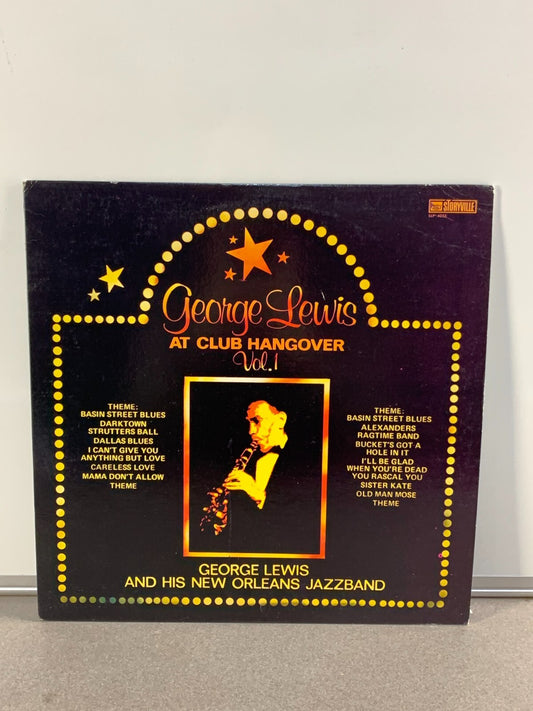 STORYVILLE
SLP-4002
George Lewis
AT CLUB HANGOVER
Vol. 1
THEME:
BASIN STREET BLUES
DARKTOWN
STRUTTERS BALL
DALLAS BLUES
I CAN'T GIVE YOU
ANYTHING BUT LOVE
CARELESS LOVE
MAMA DON'T ALLOW
THEME
THEME:
BASIN STREET BLUES
ALEXANDERS
RAGTIME BAND
BUCKET'S GOT A
HOLE IN IT
I'LL BE GLAD
WHEN YOU'RE DEAD
YOU RASCAL YOU
SISTER KATE
OLD MAN MOSE
THEME
GEORGE LEWIS
AND HIS NEW ORLEANS JAZZBAND